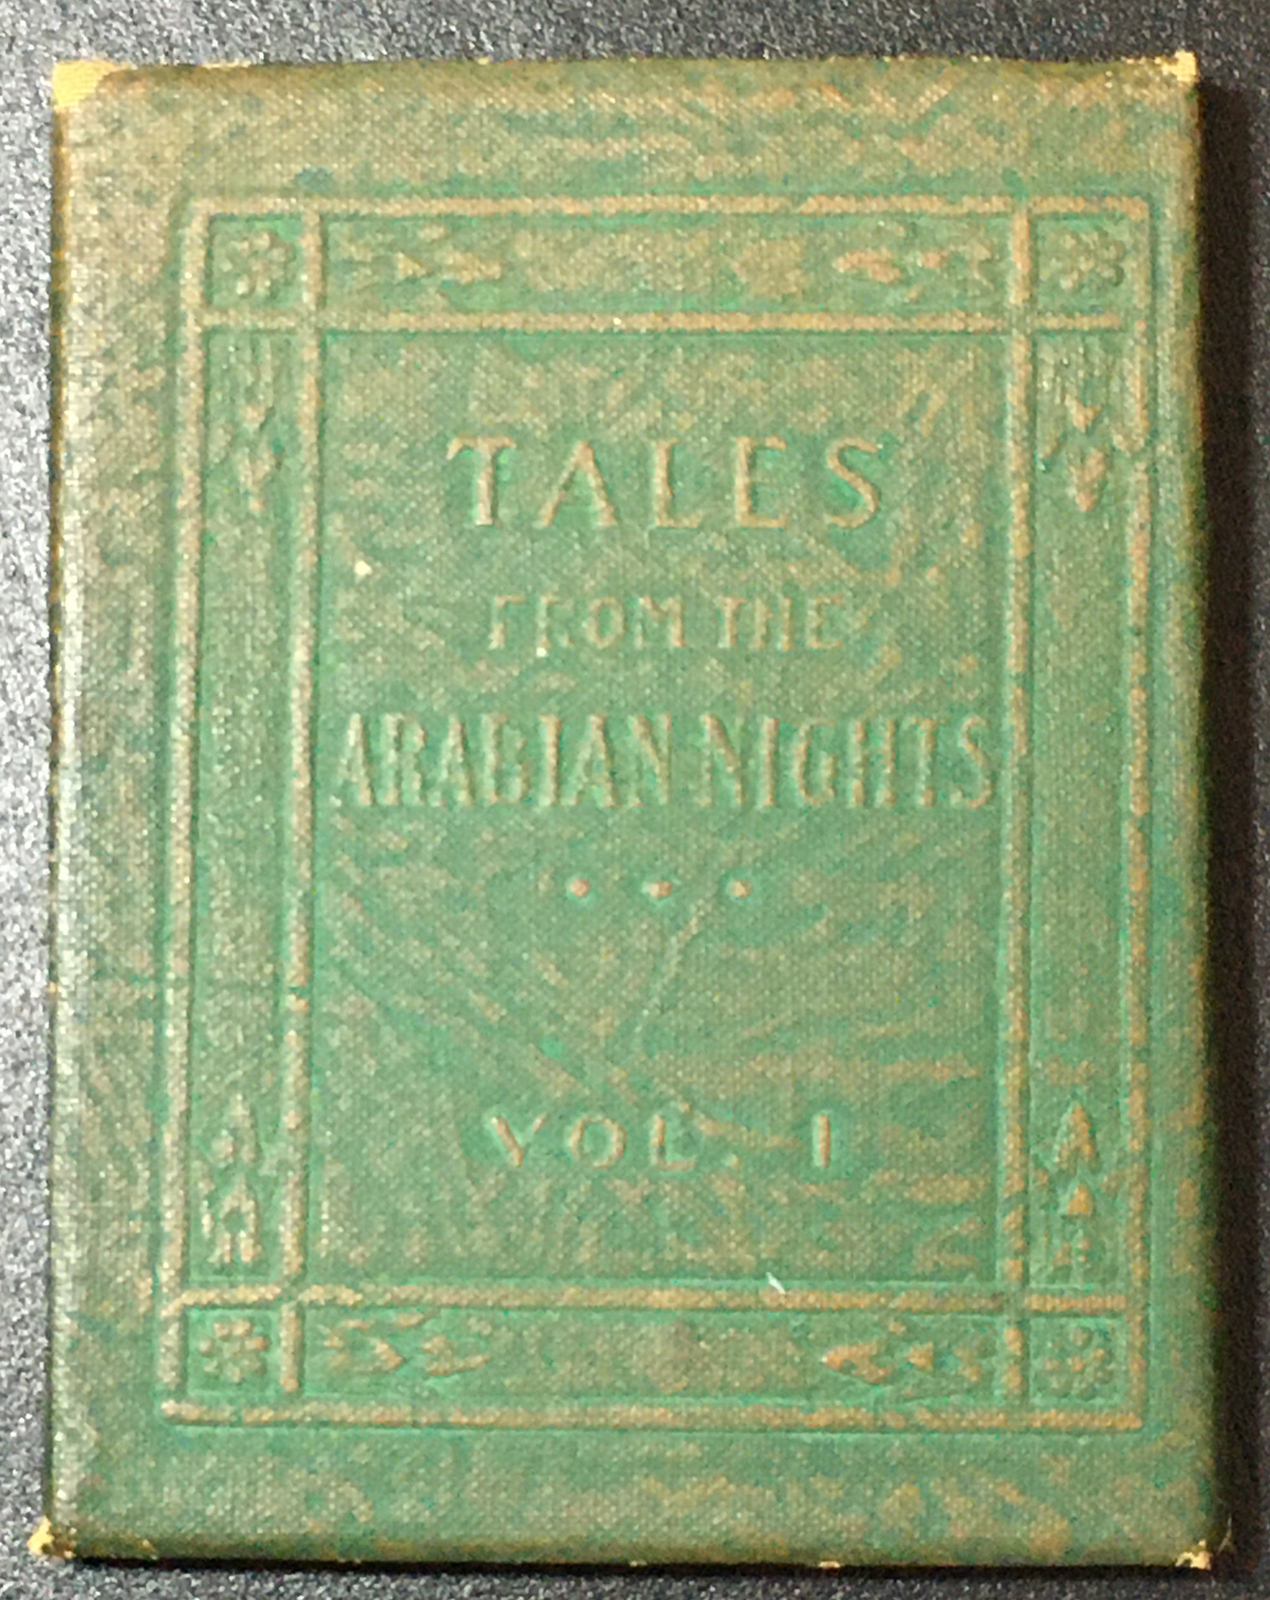 TALES
FROM THE
ARABIAN NIGHTS
VOL. I